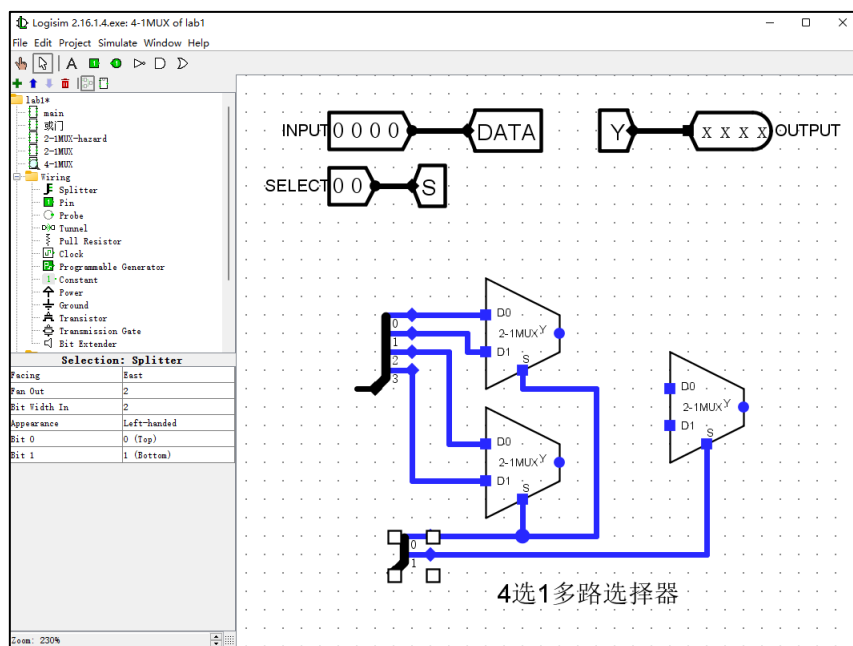 Logisim 2.16.1.4.exe: 4-1MUX of lab1
File Edit Project Simulate Window Help
A
lab1*
main
或门
2-1MUX-hazard
2-1MUX
4-1MUX
Wiring
Splitter
Pin
Probe
Tunnel
Pull Resistor
Clock
Programmable Generator
Constant
Power
Ground
Transistor
Transmission Gate
Bit Extender
Selection: Splitter
Facing East
Fan Out 2
Bit Width In 2
Appearance Left-handed
Bit 0 0 (Top)
Bit 1 1 (Bottom)
Zoom: 230%
INPUT 0 0 0 0 DATA Y x x x x OUTPUT
SELECT 0 0 S
0
1
2
3
D0
2-1MUX Y
D1
S
D0
2-1MUX Y
D1
S
D0
2-1MUX Y
D1
S
0
1
4选1多路选择器